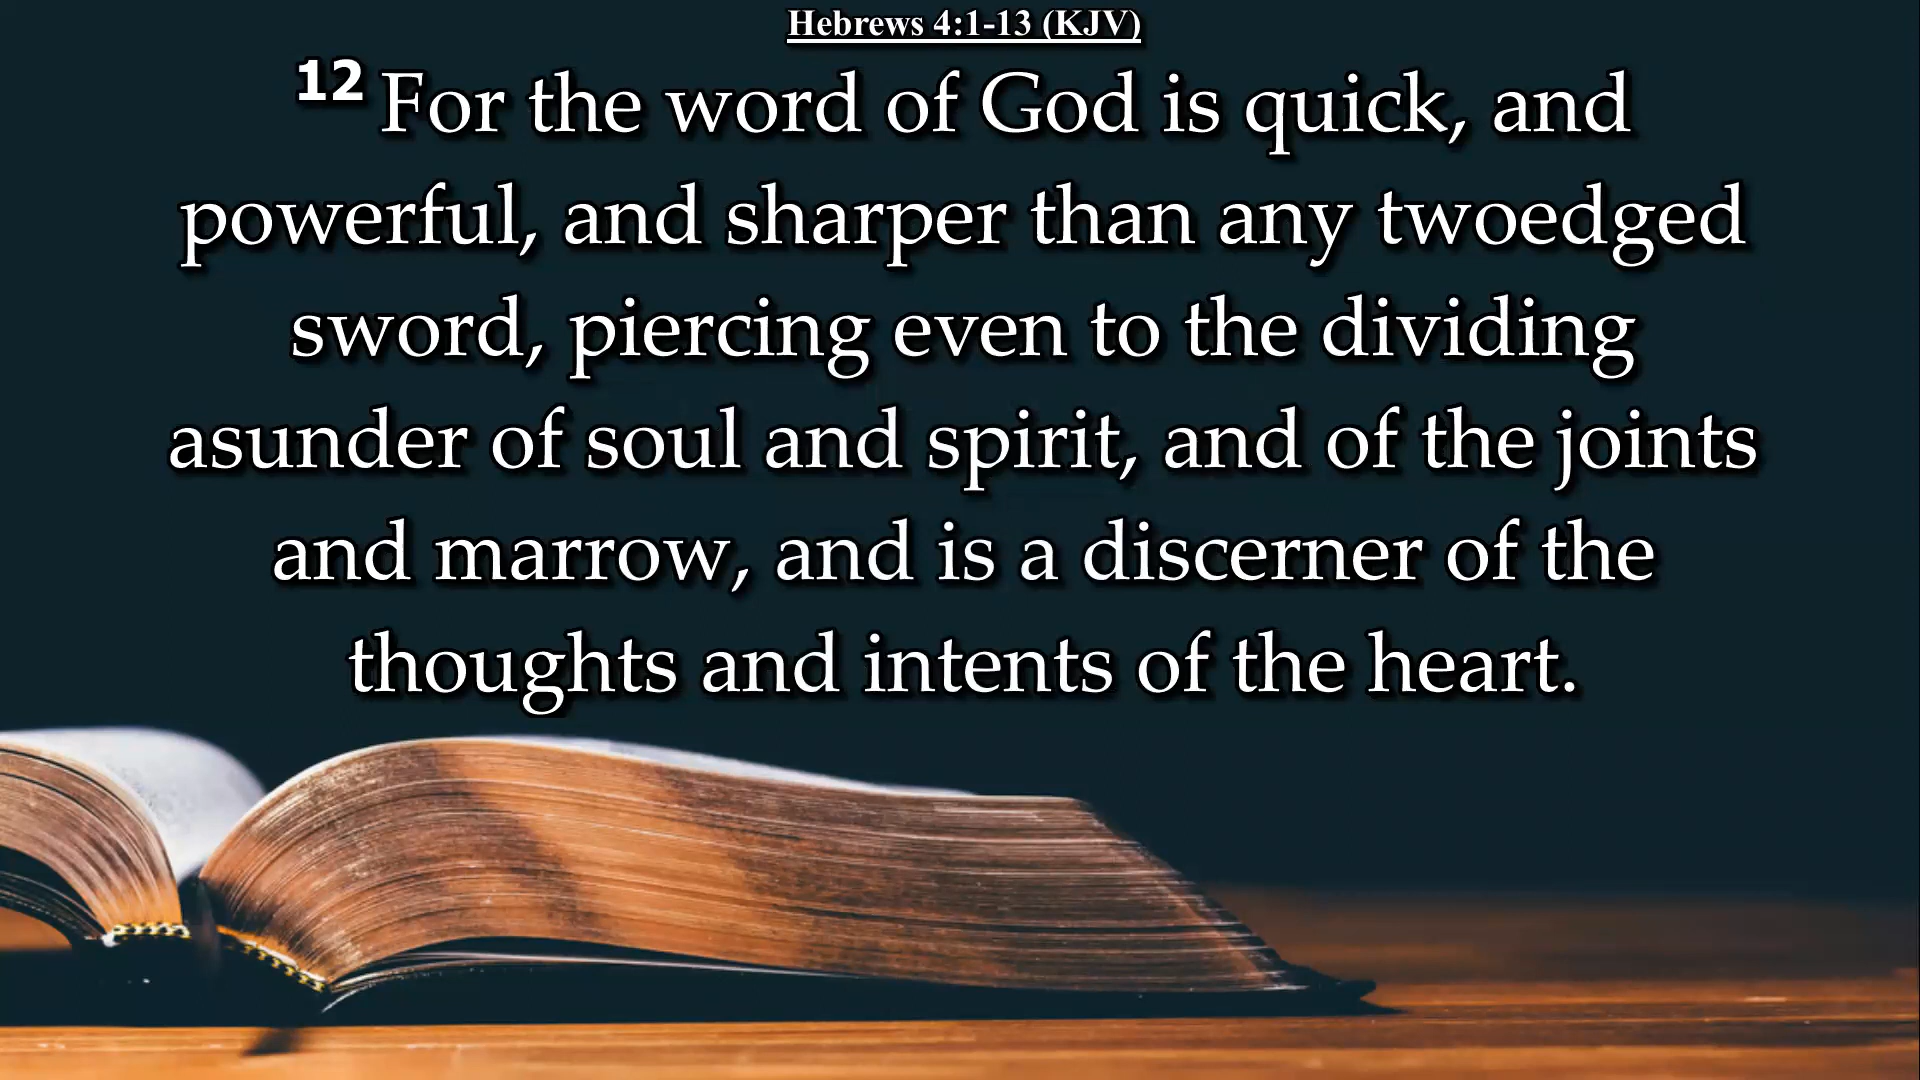 Hebrews 4:1-13 (KJV)
12 For the word of God is quick, and
powerful, and sharper than any twoedged
sword, piercing even to the dividing
asunder of soul and spirit, and of the joints
and marrow, and is a discerner of the
thoughts and intents of the heart.